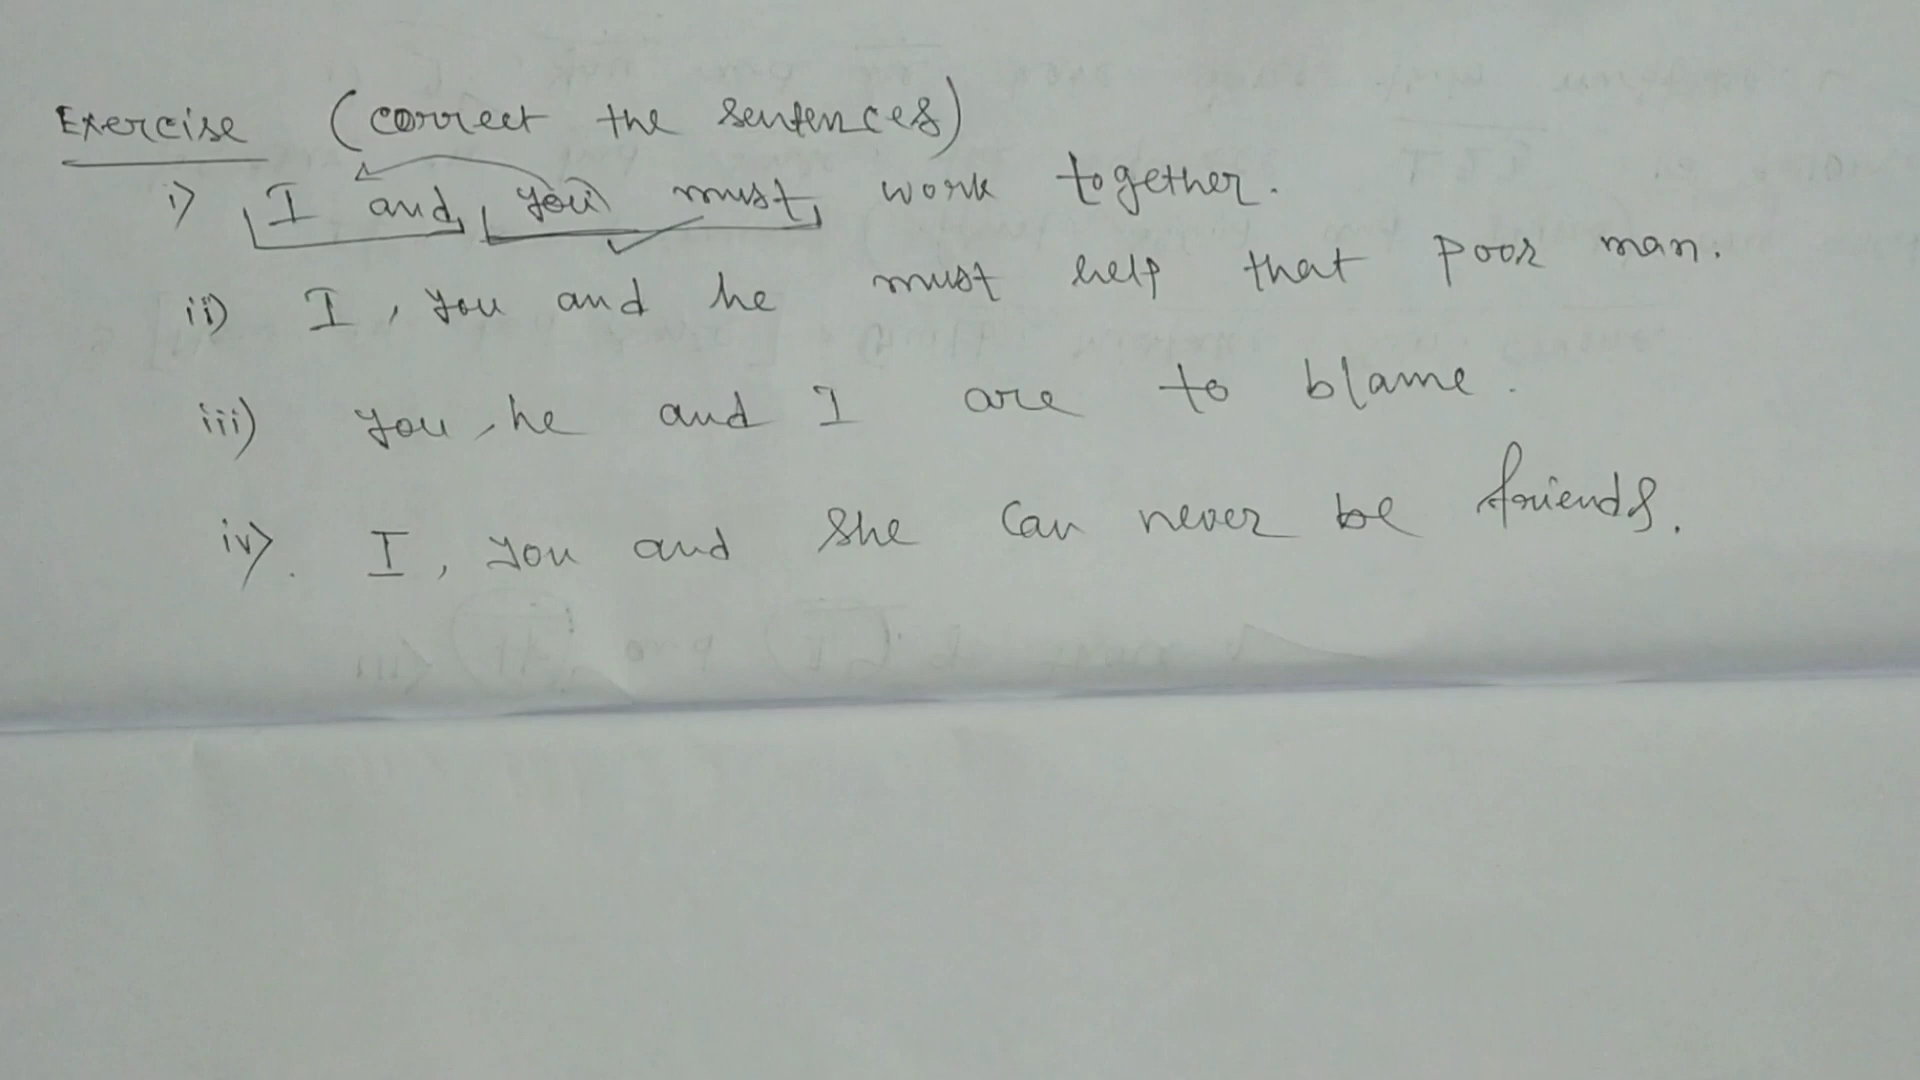 Exercise (correct the sentences)
i) I and you must work together.
ii) I, you and he must help that poor man.
iii) you, he and I are to blame.
iv). I, you and she can never be friends.